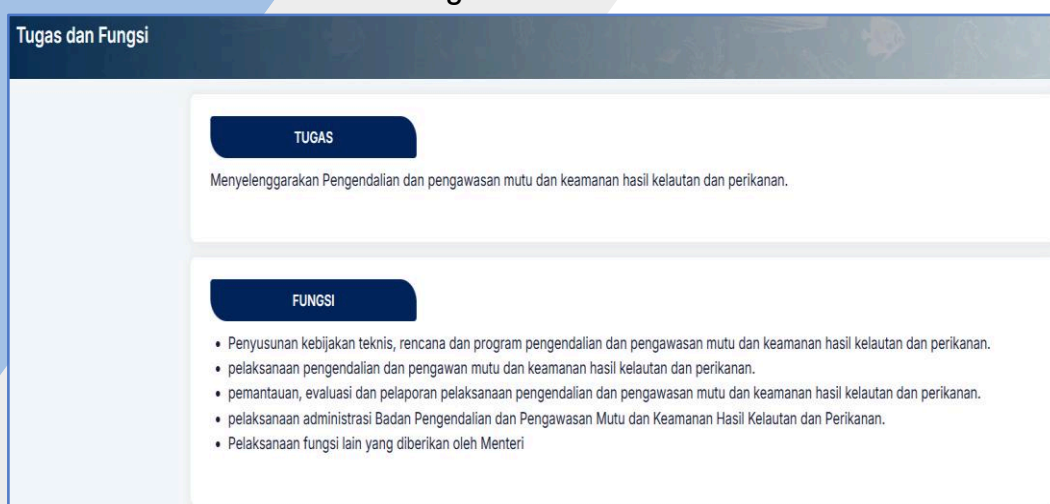 Tugas dan Fungsi
TUGAS
Menyelenggarakan Pengendalian dan pengawasan mutu dan keamanan hasil kelautan dan perikanan.
FUNGSI
• Penyusunan kebijakan teknis, rencana dan program pengendalian dan pengawasan mutu dan keamanan hasil kelautan dan perikanan.
• pelaksanaan pengendalian dan pengawan mutu dan keamanan hasil kelautan dan perikanan.
• pemantauan, evaluasi dan pelaporan pelaksanaan pengendalian dan pengawasan mutu dan keamanan hasil kelautan dan perikanan.
• pelaksanaan administrasi Badan Pengendalian dan Pengawasan Mutu dan Keamanan Hasil Kelautan dan Perikanan.
• Pelaksanaan fungsi lain yang diberikan oleh Menteri